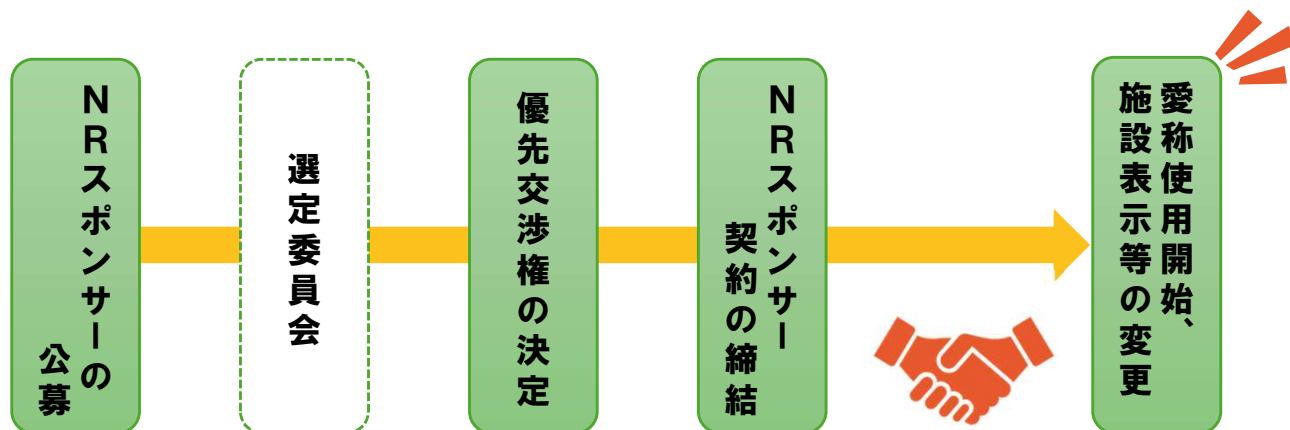 NRスポンサーの
公募
選定委員会
優先交渉権の決定
NRスポンサー
契約の締結
愛称使用開始、
施設表示等の変更